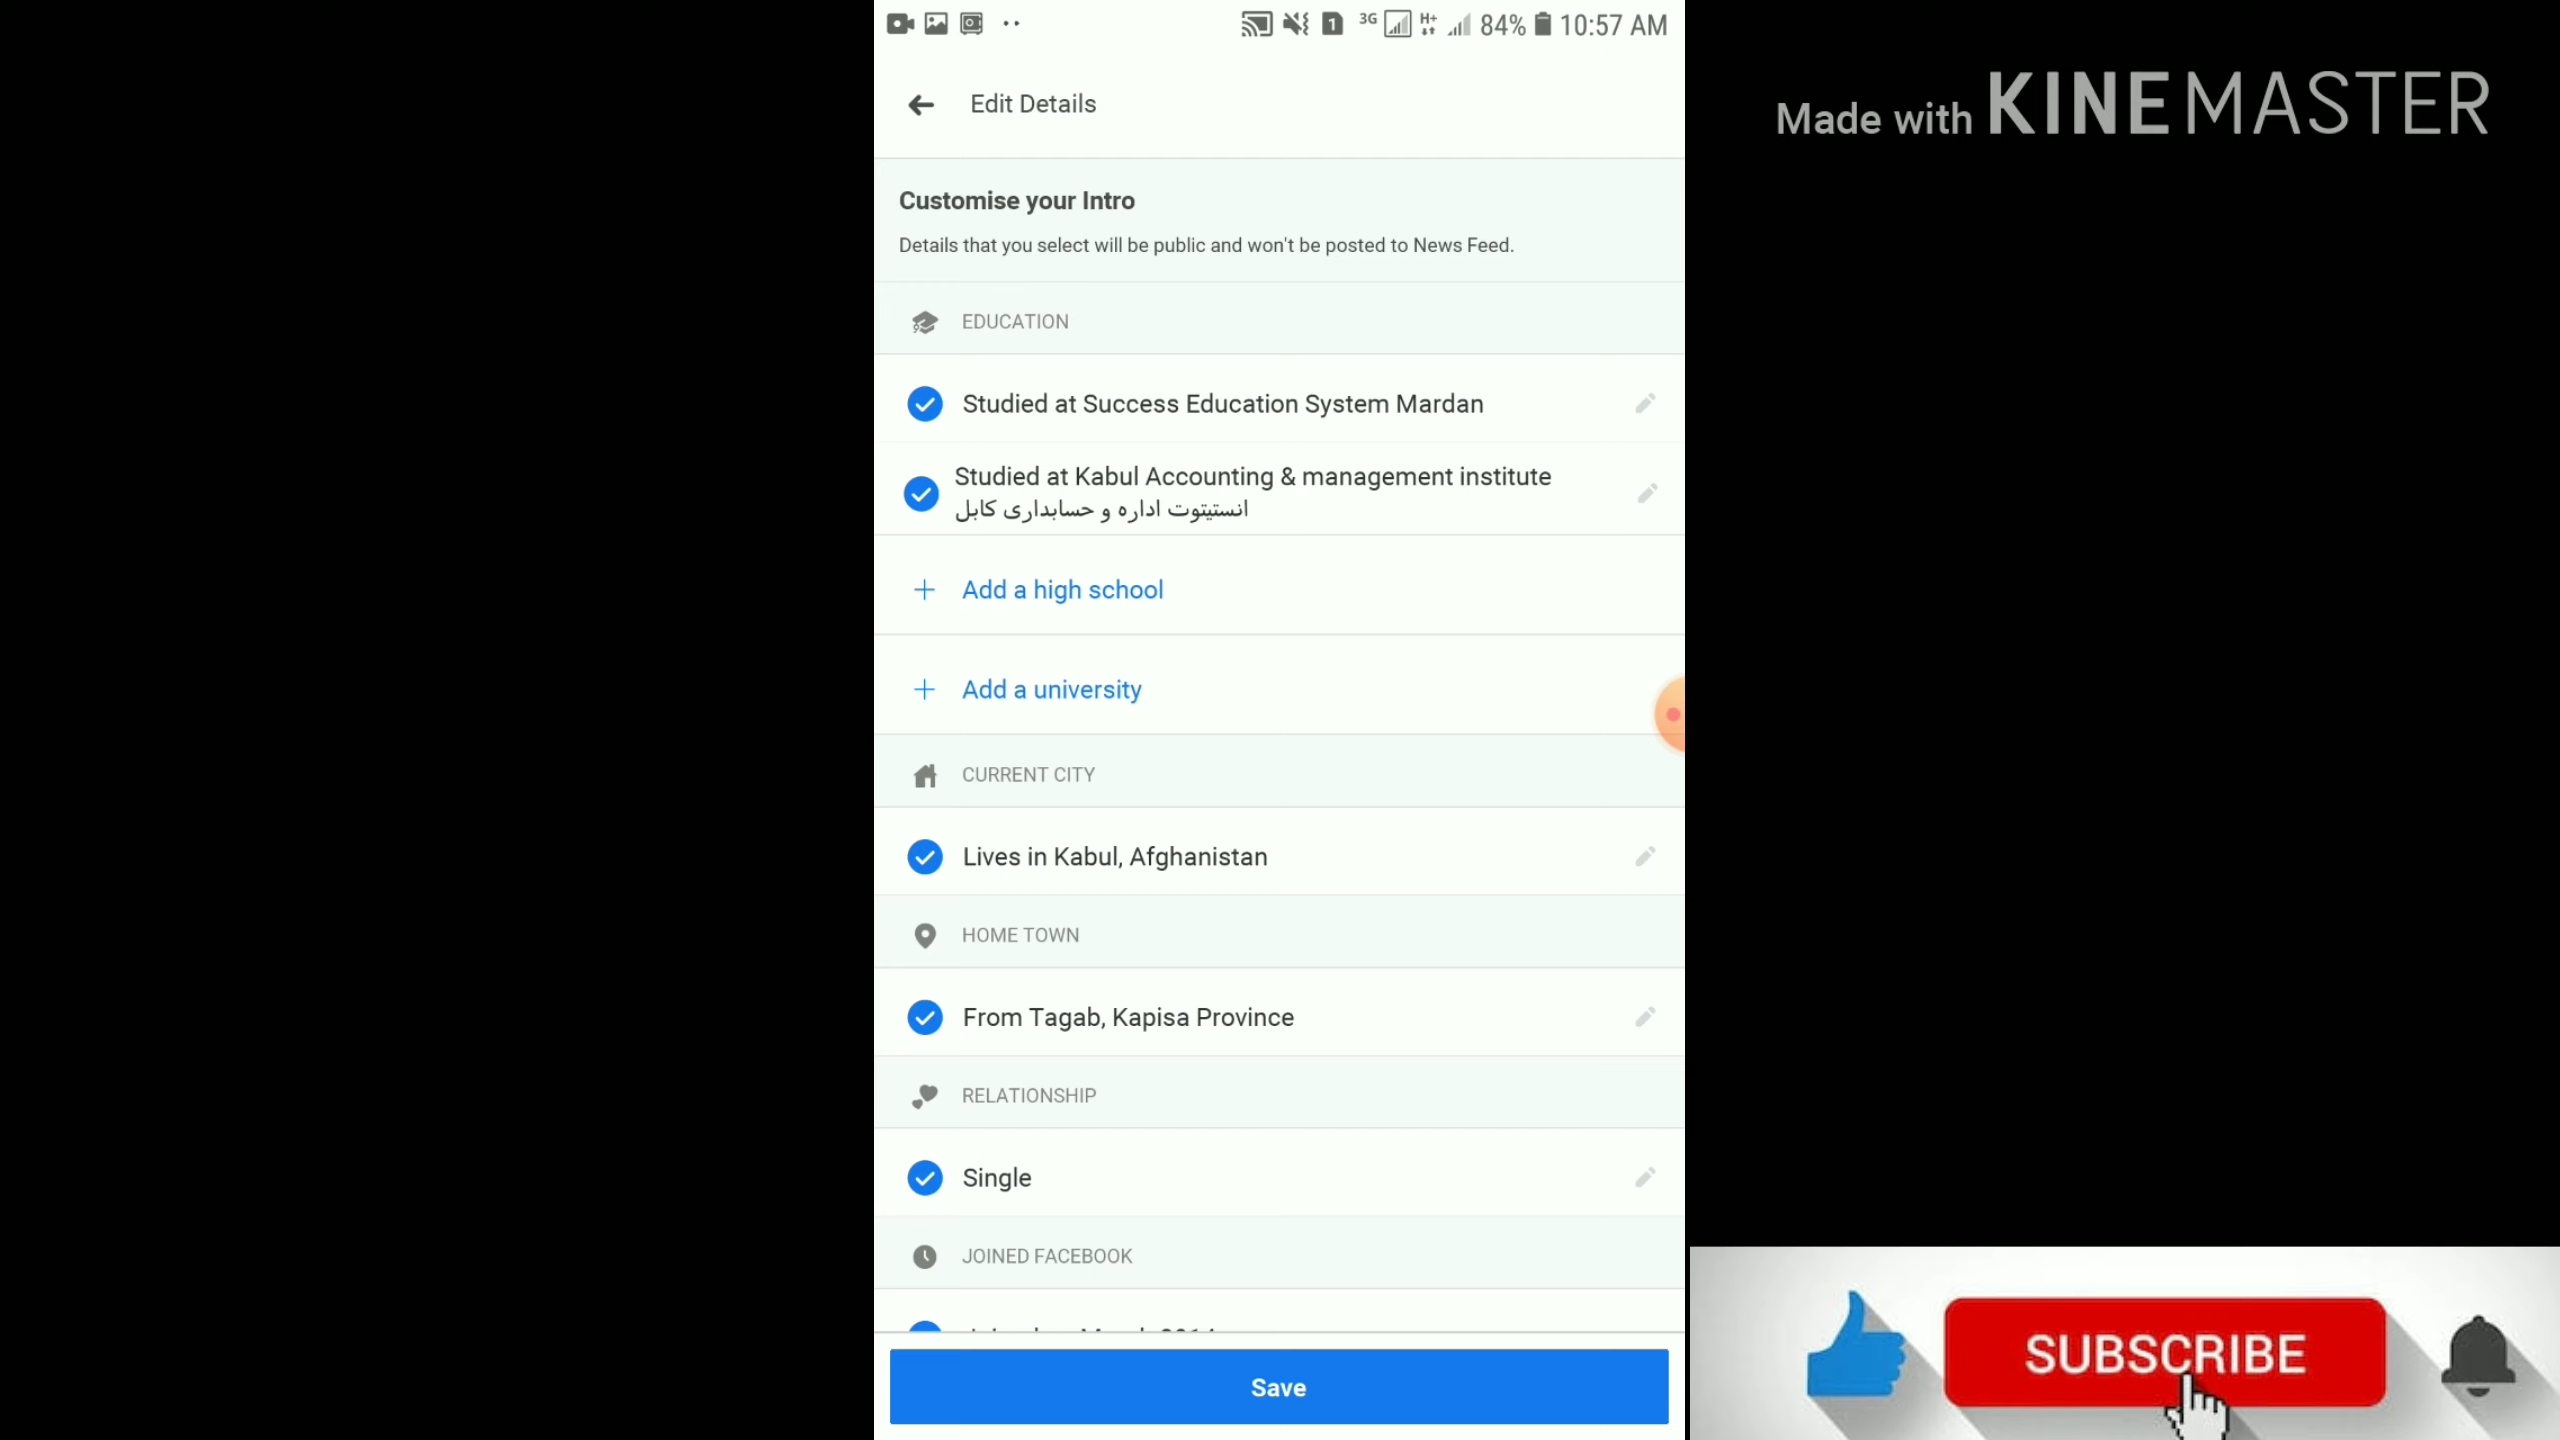 1 3G H+ 84% 10:57 AM
Edit Details
Made with KINEMASTER
Customise your Intro
Details that you select will be public and won't be posted to News Feed.
EDUCATION
Studied at Success Education System Mardan
Studied at Kabul Accounting & management institute
انستیتوت اداره و حسابداری کابل
+ Add a high school
+ Add a university
CURRENT CITY
Lives in Kabul, Afghanistan
HOME TOWN
From Tagab, Kapisa Province
RELATIONSHIP
Single
JOINED FACEBOOK
Save
SUBSCRIBE